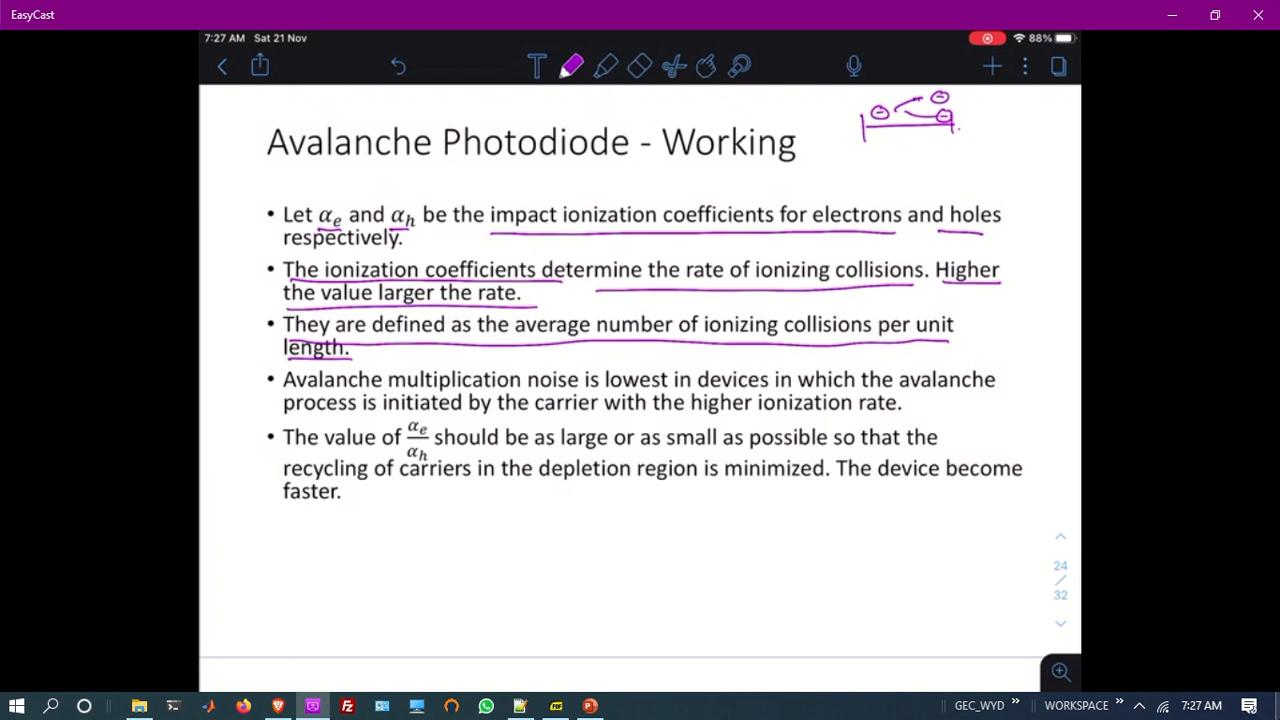 EasyCast
7:27 AM Sat 21 Nov
88%
Avalanche Photodiode - Working
• Let αe and αh be the impact ionization coefficients for electrons and holes
respectively.
• The ionization coefficients determine the rate of ionizing collisions. Higher
the value larger the rate.
• They are defined as the average number of ionizing collisions per unit
length.
• Avalanche multiplication noise is lowest in devices in which the avalanche
process is initiated by the carrier with the higher ionization rate.
• The value of αe/αh should be as large or as small as possible so that the
recycling of carriers in the depletion region is minimized. The device become
faster.
24
/
32
GEC_WYD » WORKSPACE » 7:27 AM